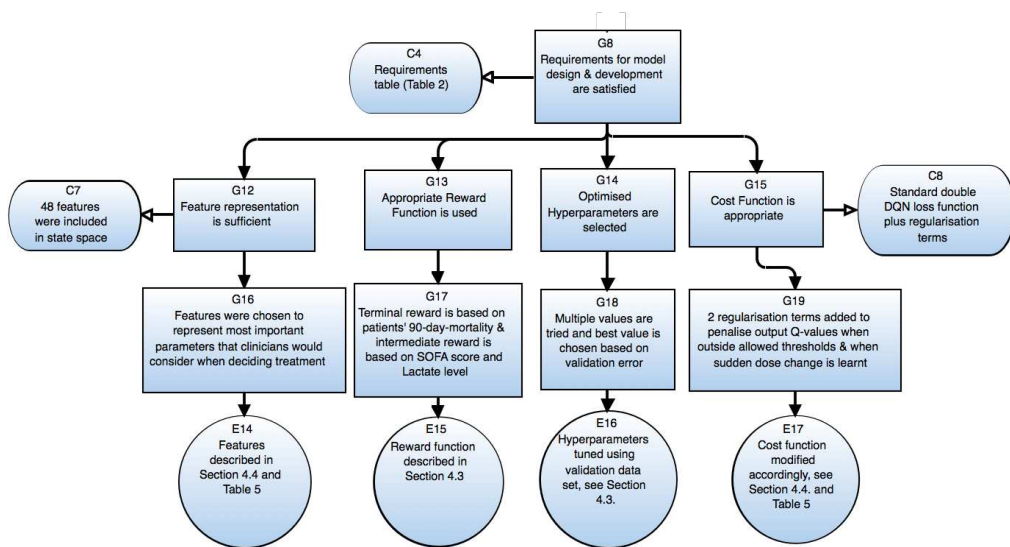 G8
Requirements for model
design & development
are satisfied
C4
Requirements
table (Table 2)
C7
48 features
were included
in state space
G12
Feature representation
is sufficient
G13
Appropriate Reward
Function is used
G14
Optimised
Hyperparameters are
selected
G15
Cost Function is
appropriate
C8
Standard double
DQN loss function
plus regularisation
terms
G16
Features were chosen to
represent most important
parameters that clinicians would
consider when deciding treatment
G17
Terminal reward is based on
patients' 90-day-mortality &
intermediate reward is
based on SOFA score and
Lactate level
G18
Multiple values are
tried and best value is
chosen based on
validation error
G19
2 regularisation terms added to
penalise output Q-values when
outside allowed thresholds & when
sudden dose change is learnt
E14
Features
described in
Section 4.4 and
Table 5
E15
Reward function
described in
Section 4.3
E16
Hyperparameters
tuned using
validation data
set, see Section
4.3.
E17
Cost function
modified
accordingly, see
Section 4.4. and
Table 5